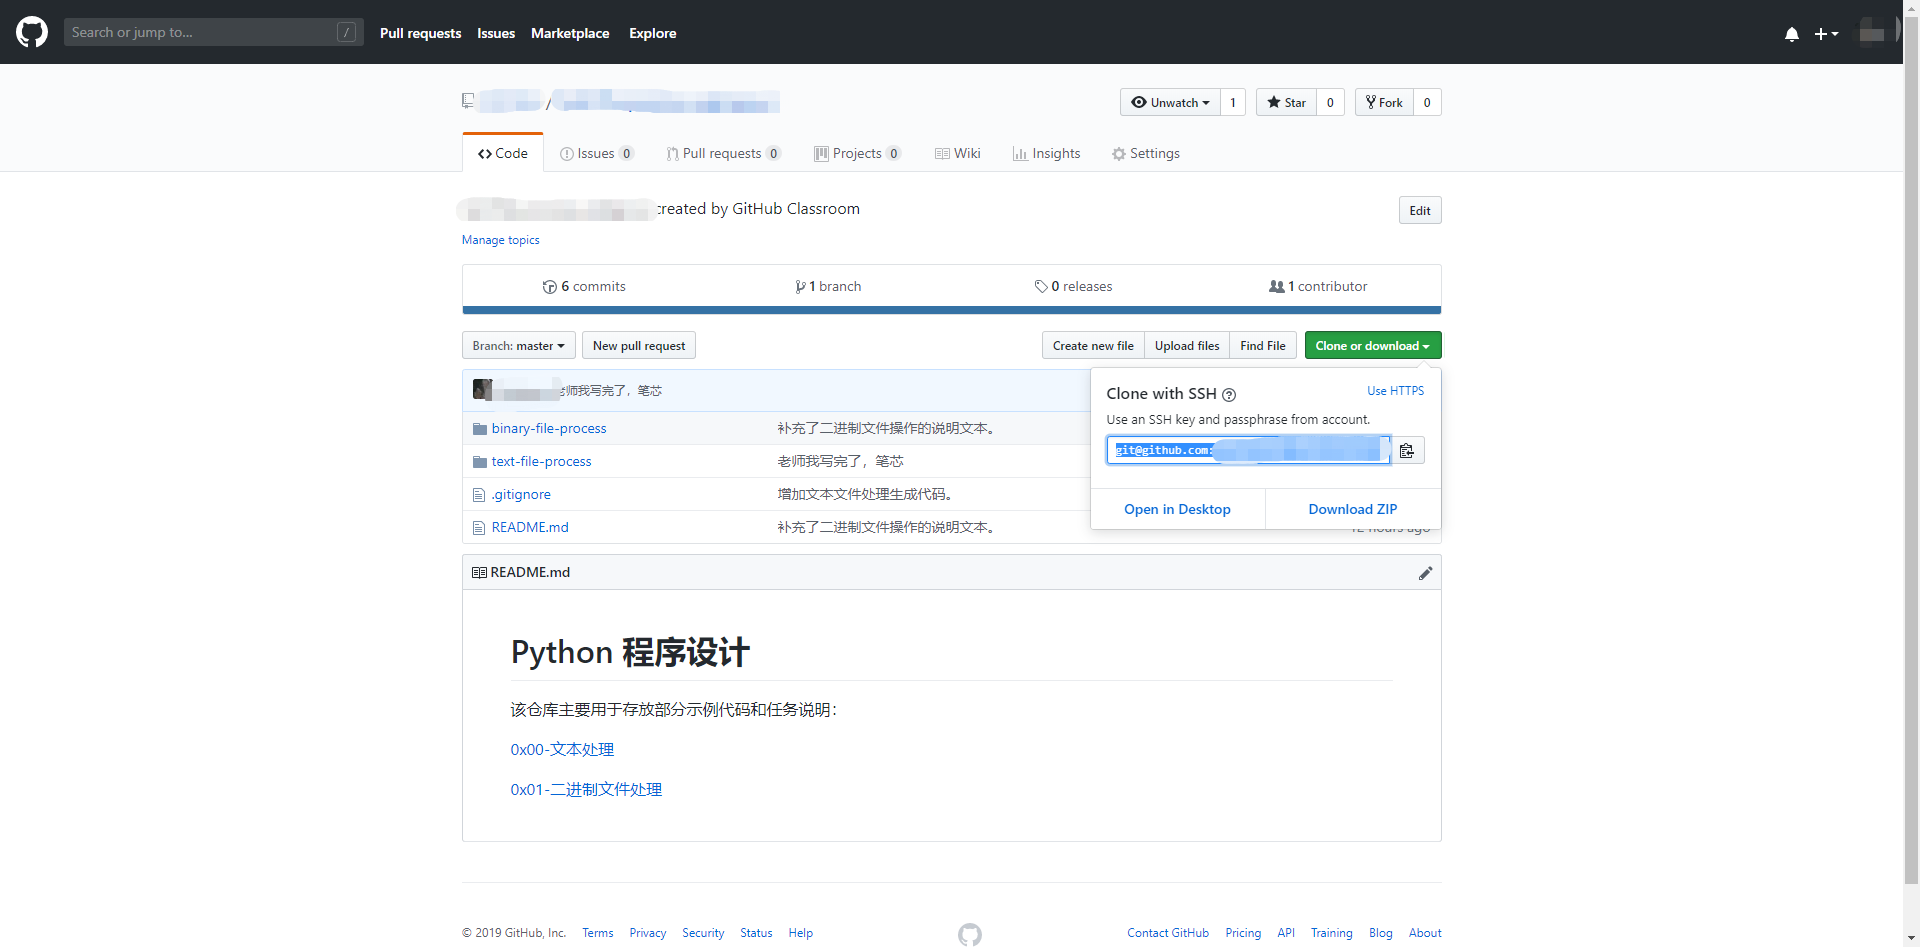 Search or jump to... / Pull requests Issues Marketplace Explore
/ Unwatch 1 Star 0 Fork 0
Code Issues 0 Pull requests 0 Projects 0 Wiki Insights Settings
created by GitHub Classroom Edit
Manage topics
6 commits 1 branch 0 releases 1 contributor
Branch: master New pull request Create new file Upload files Find File Clone or download
老师我写完了，笔芯
Clone with SSH Use HTTPS
Use an SSH key and passphrase from account.
git@github.com:
Open in Desktop Download ZIP
binary-file-process 补充了二进制文件操作的说明文本。
text-file-process 老师我写完了，笔芯
.gitignore 增加文本文件处理生成代码。
README.md 补充了二进制文件操作的说明文本。 12 hours ago
README.md
Python 程序设计
该仓库主要用于存放部分示例代码和任务说明：
0x00-文本处理
0x01-二进制文件处理
© 2019 GitHub, Inc. Terms Privacy Security Status Help Contact GitHub Pricing API Training Blog About